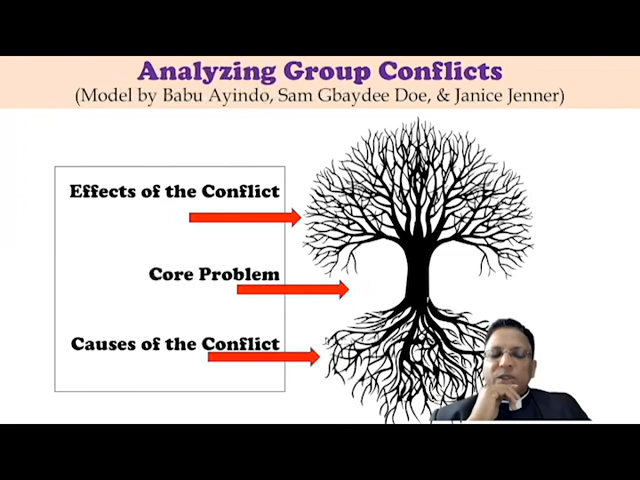 Analyzing Group Conflicts
(Model by Babu Ayindo, Sam Gbaydee Doe, & Janice Jenner)
Effects of the Conflict
Core Problem
Causes of the Conflict